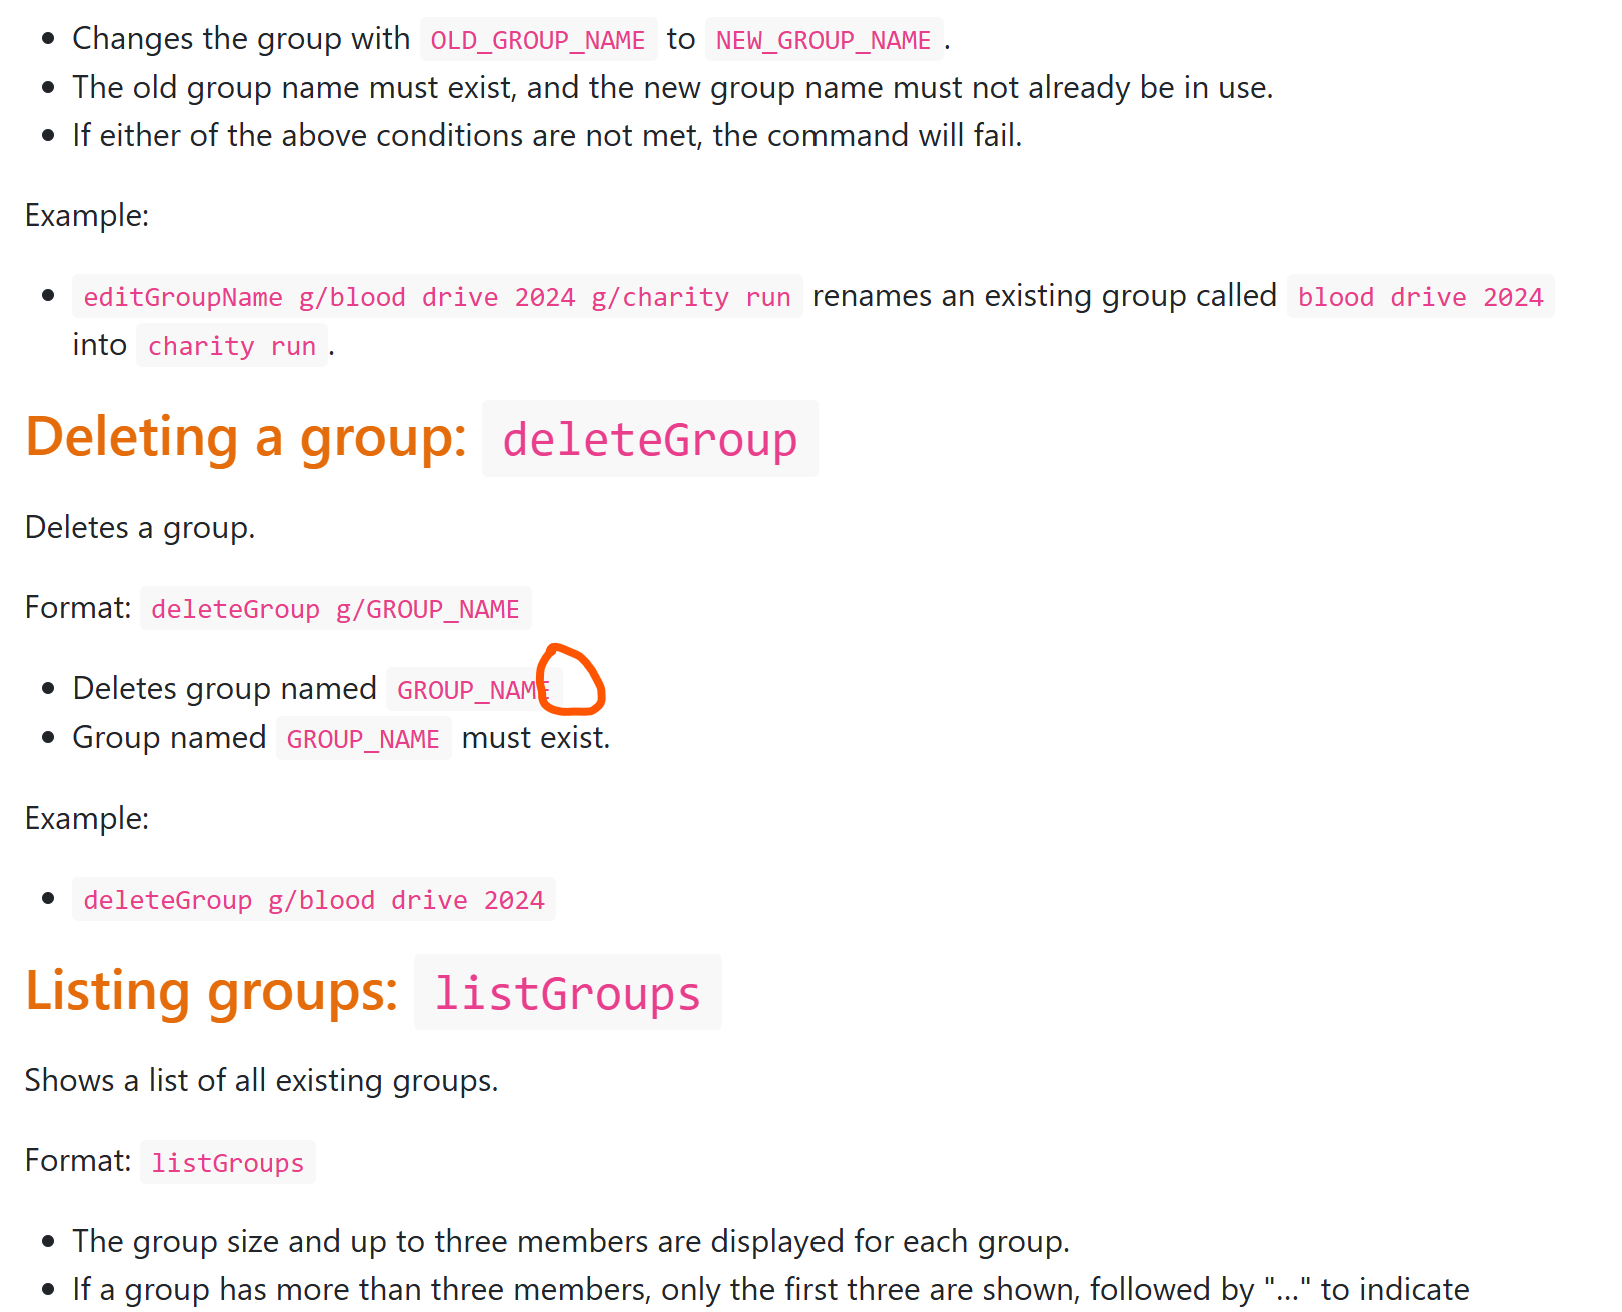 Changes the group with OLD_GROUP_NAME to NEW_GROUP_NAME .
The old group name must exist, and the new group name must not already be in use.
If either of the above conditions are not met, the command will fail.
Example:
editGroupName g/blood drive 2024 g/charity run renames an existing group called blood drive 2024
into charity run .
Deleting a group: deleteGroup
Deletes a group.
Format: deleteGroup g/GROUP_NAME
Deletes group named GROUP_NAME
Group named GROUP_NAME must exist.
Example:
deleteGroup g/blood drive 2024
Listing groups: listGroups
Shows a list of all existing groups.
Format: listGroups
The group size and up to three members are displayed for each group.
If a group has more than three members, only the first three are shown, followed by "..." to indicate